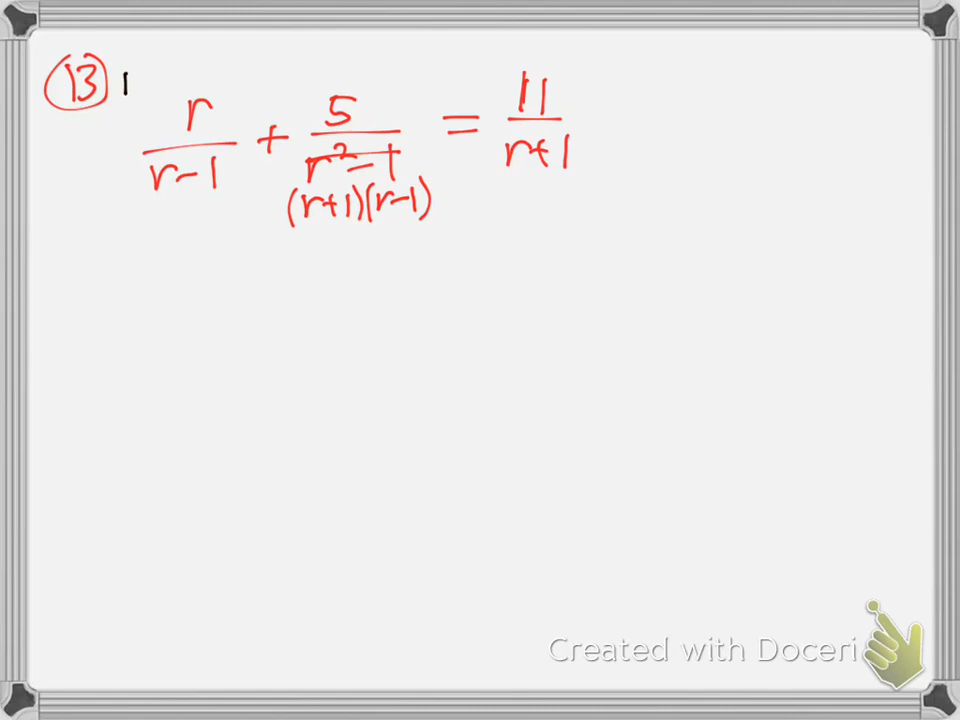 13
r/(r-1) + 5/(r²-1) = 11/(r+1)
(r+1)(r-1)
Created with Doceri